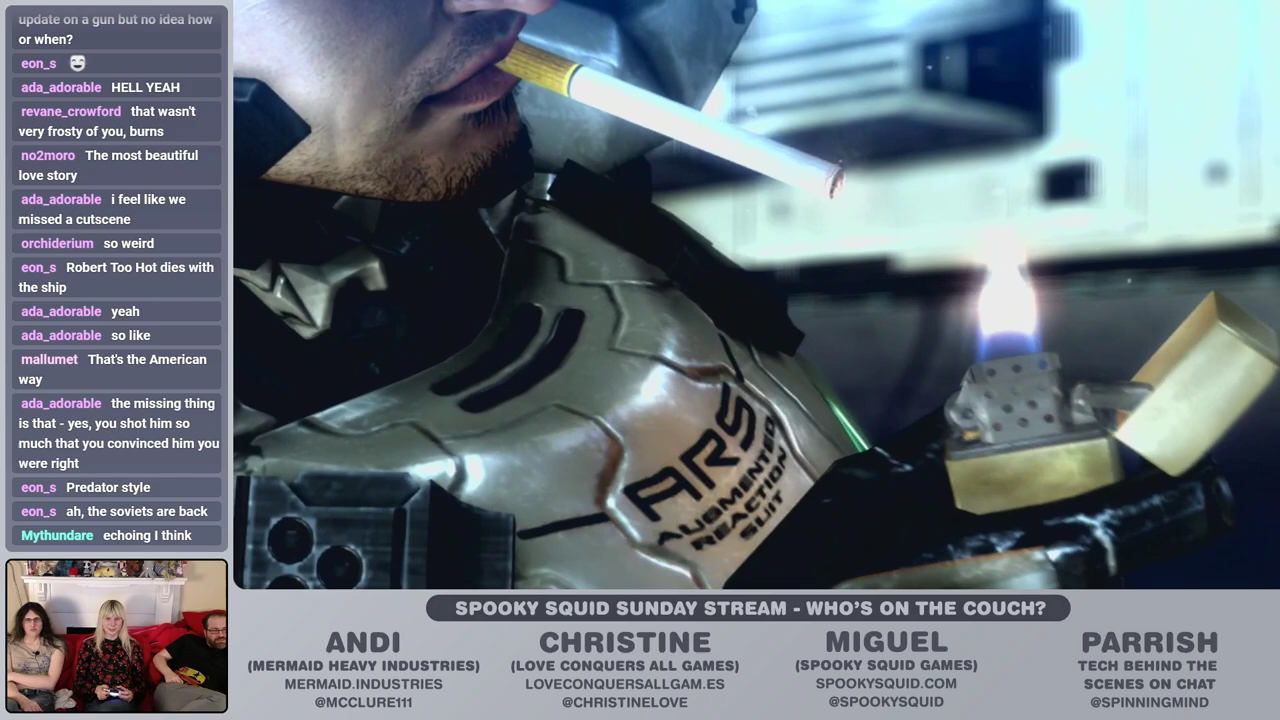 update on a gun but no idea how
or when?
eon_s
ada_adorable HELL YEAH
revane_crowford that wasn't
very frosty of you, burns
no2moro The most beautiful
love story
ada_adorable i feel like we
missed a cutscene
orchiderium so weird
eon_s Robert Too Hot dies with
the ship
ada_adorable yeah
ada_adorable so like
mallumet That's the American
way
ada_adorable the missing thing
is that - yes, you shot him so
much that you convinced him you
were right
eon_s Predator style
eon_s ah, the soviets are back
Mythundare echoing I think
ARS
AUGMENTED
REACTION
SUIT
SPOOKY SQUID SUNDAY STREAM - WHO'S ON THE COUCH?
ANDI
(MERMAID HEAVY INDUSTRIES)
MERMAID.INDUSTRIES
@MCCLURE111
CHRISTINE
(LOVE CONQUERS ALL GAMES)
LOVECONQUERSALLGAM.ES
@CHRISTINELOVE
MIGUEL
(SPOOKY SQUID GAMES)
SPOOKYSQUID.COM
@SPOOKYSQUID
PARRISH
TECH BEHIND THE
SCENES ON CHAT
@SPINNINGMIND